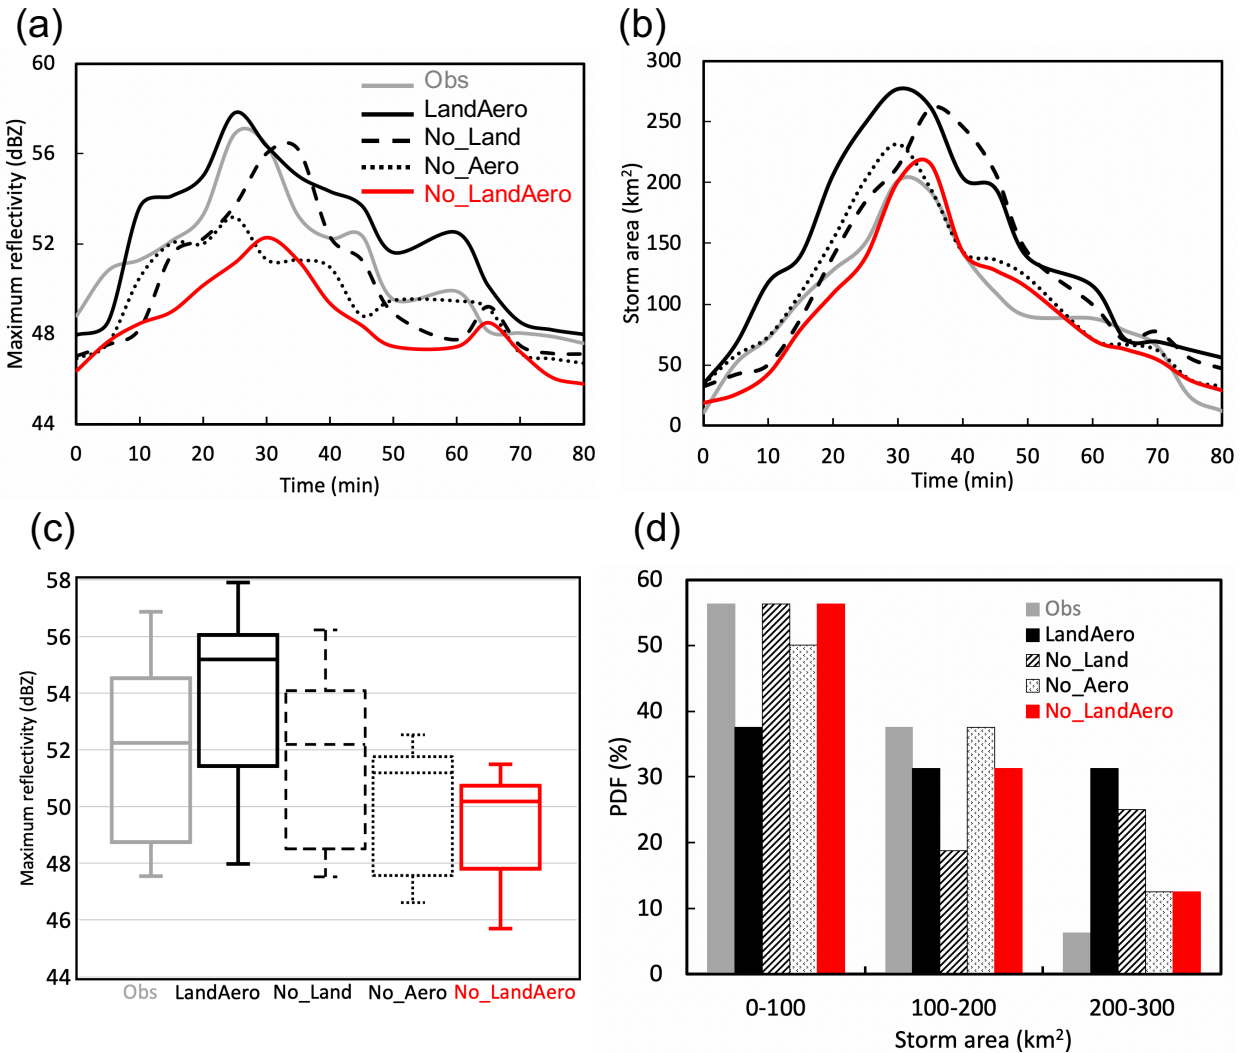 (a)
60
56
52
48
44
Maximum reflectivity (dBZ)
Obs
LandAero
No_Land
No_Aero
No_LandAero
0 10 20 30 40 50 60 70 80
Time (min)
(b)
300
250
200
150
100
50
0
Storm area (km²)
0 10 20 30 40 50 60 70 80
Time (min)
(c)
58
56
54
52
50
48
46
44
Maximum reflectivity (dBZ)
Obs LandAero No_Land No_Aero No_LandAero
(d)
60
50
40
30
20
10
0
PDF (%)
Obs
LandAero
No_Land
No_Aero
No_LandAero
0-100 100-200 200-300
Storm area (km²)